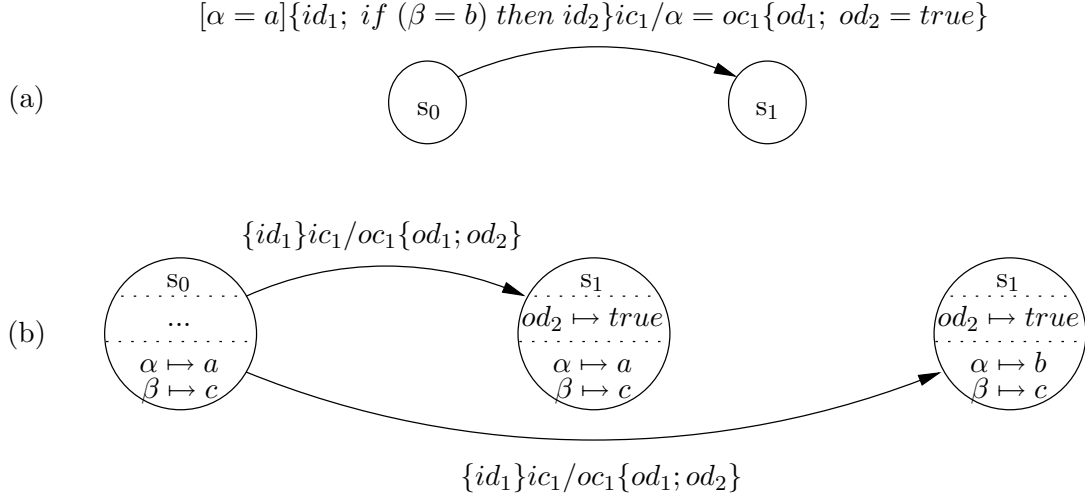 [α = a]{id₁; if (β = b) then id₂}ic₁/α = oc₁{od₁; od₂ = true}
(a)
s₀ s₁
{id₁}ic₁/oc₁{od₁; od₂}
s₀ s₁ s₁
(b)
... od₂ ↦ true od₂ ↦ true
α ↦ a α ↦ a α ↦ b
β ↦ c β ↦ c β ↦ c
{id₁}ic₁/oc₁{od₁; od₂}